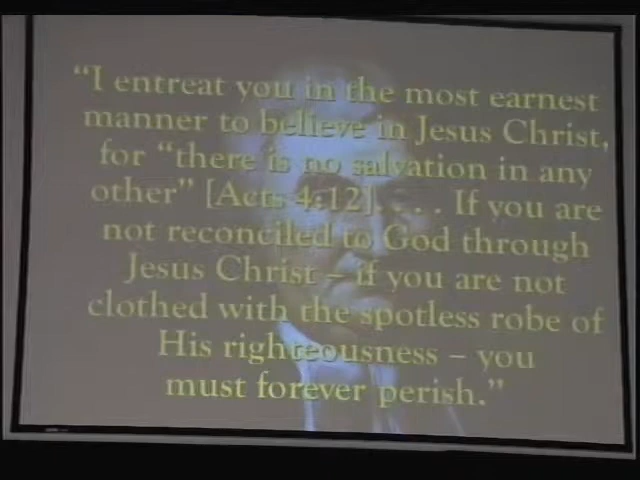 “I entreat you in the most earnest
manner to believe in Jesus Christ,
for “there is no salvation in any
other” [Acts 4:12] . . . If you are
not reconciled to God through
Jesus Christ – if you are not
clothed with the spotless robe of
His righteousness – you
must forever perish.”